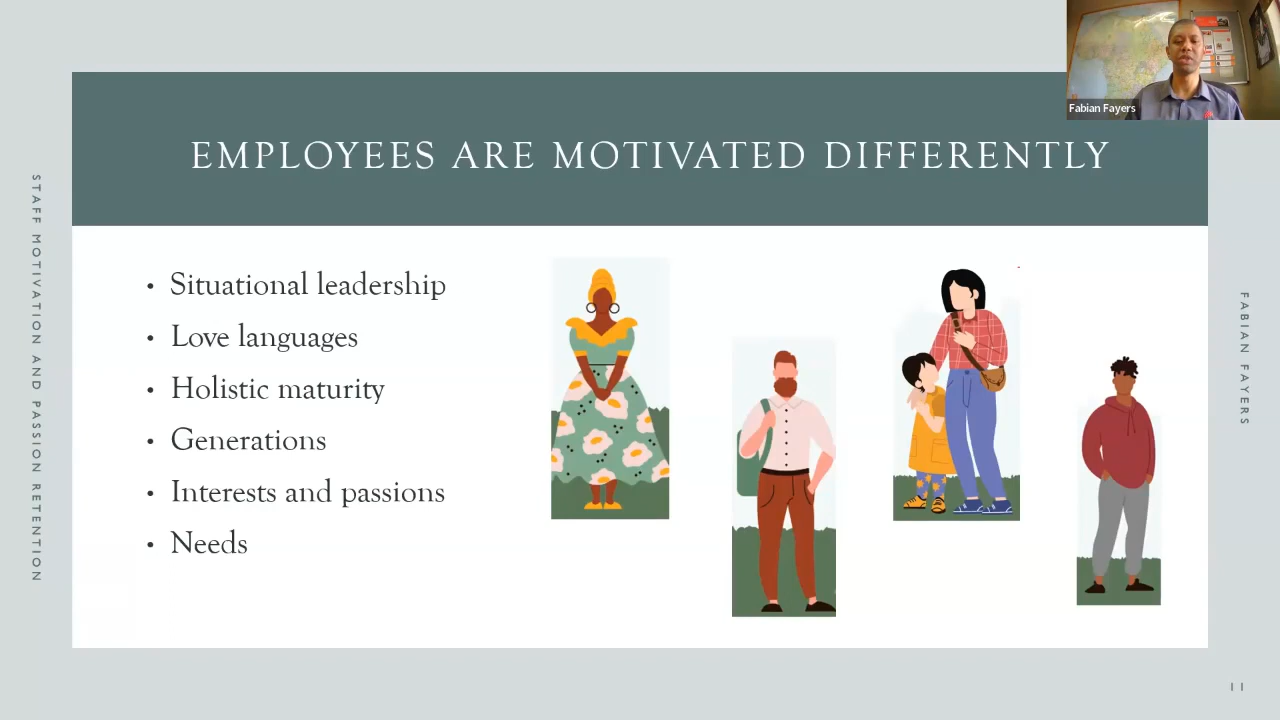 Fabian Fayers
EMPLOYEES ARE MOTIVATED DIFFERENTLY
STAFF MOTIVATION AND PASSION RETENTION
• Situational leadership
• Love languages
• Holistic maturity
• Generations
• Interests and passions
• Needs
FABIAN FAYERS
11